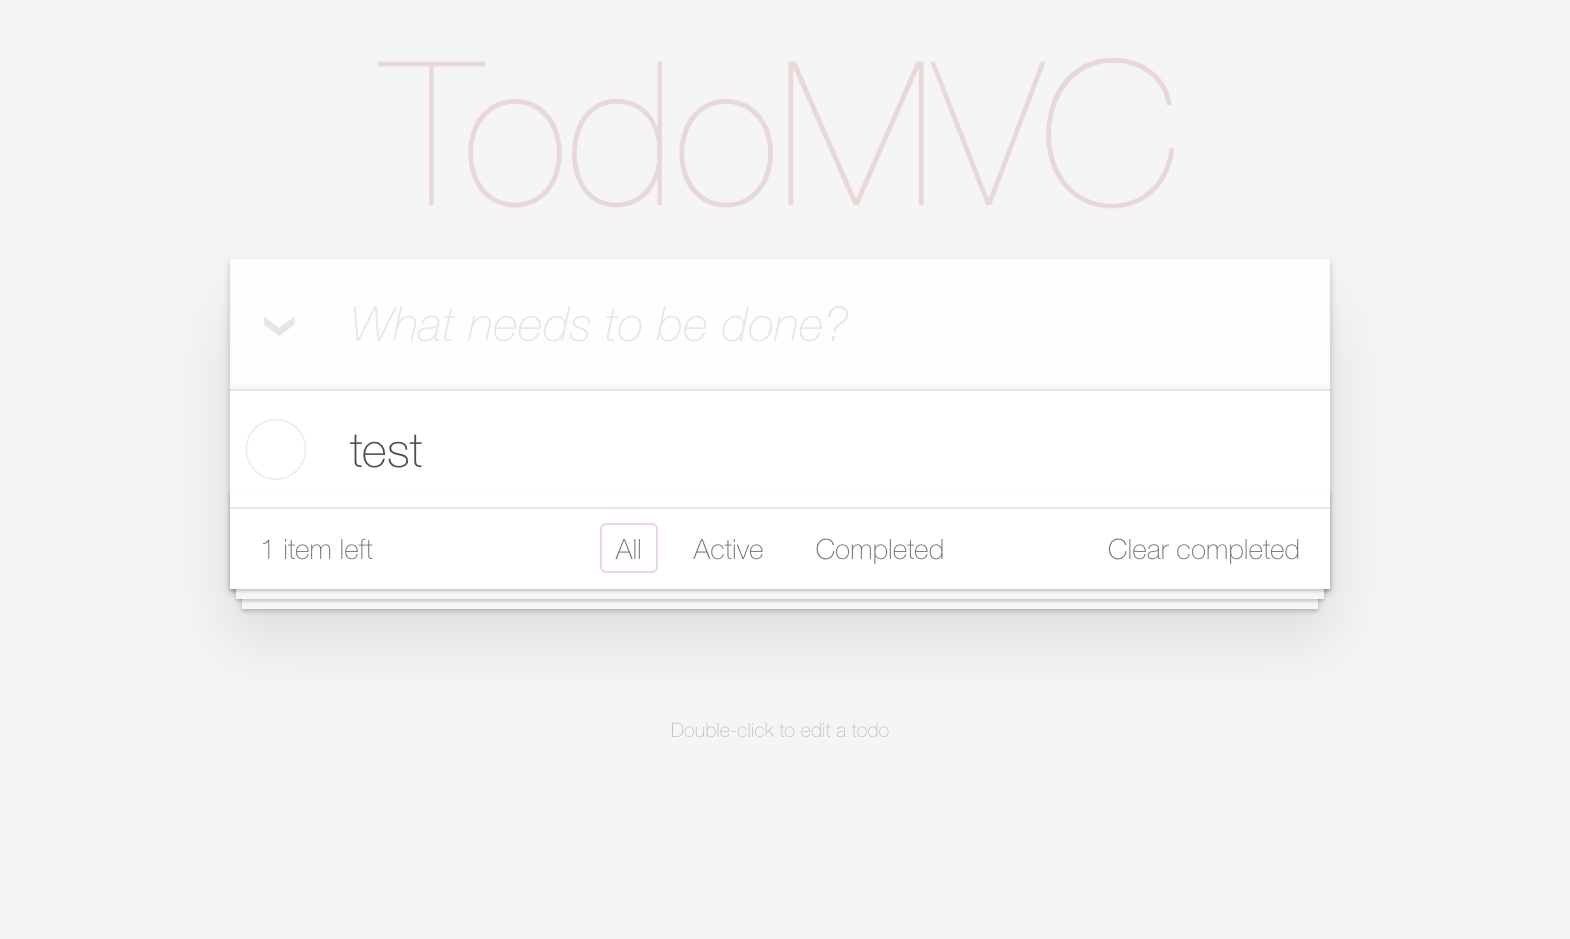 TodoMVC
What needs to be done?
test
1 item left All Active Completed Clear completed
Double-click to edit a todo